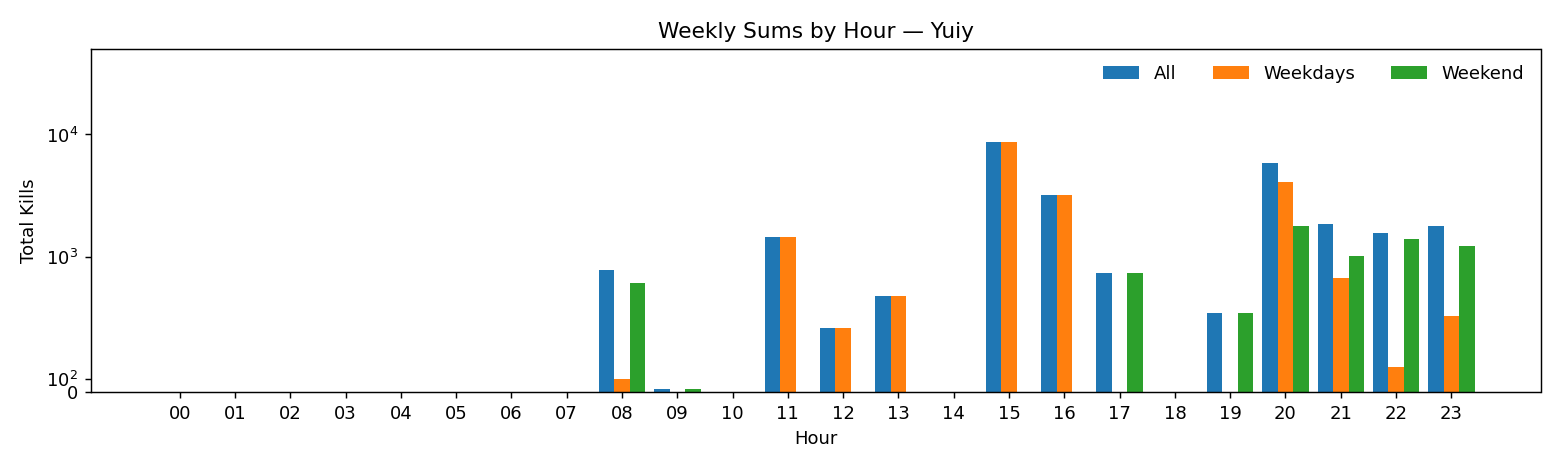 Weekly Sums by Hour — Yuiy
All Weekdays Weekend
Total Kills
10⁴
10³
10²
0
00 01 02 03 04 05 06 07 08 09 10 11 12 13 14 15 16 17 18 19 20 21 22 23
Hour